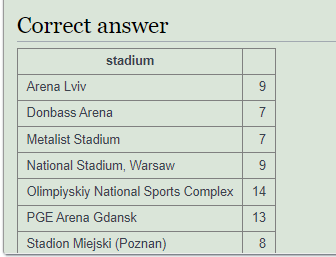 Correct answer
stadium
Arena Lviv 9
Donbass Arena 7
Metalist Stadium 7
National Stadium, Warsaw 9
Olimpiyskiy National Sports Complex 14
PGE Arena Gdansk 13
Stadion Miejski (Poznan) 8